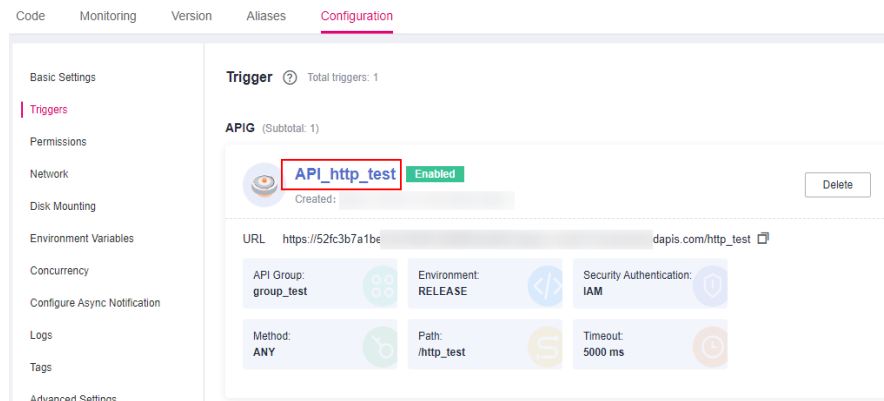 Code Monitoring Version Aliases Configuration
Basic Settings
Triggers
Permissions
Network
Disk Mounting
Environment Variables
Concurrency
Configure Async Notification
Logs
Tags
Advanced Settings
Trigger ? Total triggers: 1
APIG (Subtotal: 1)
API_http_test Enabled
Created:
Delete
URL https://52fc3b7a1be dapis.com/http_test
API Group: Environment: Security Authentication:
group_test RELEASE IAM
Method: Path: Timeout:
ANY /http_test 5000 ms